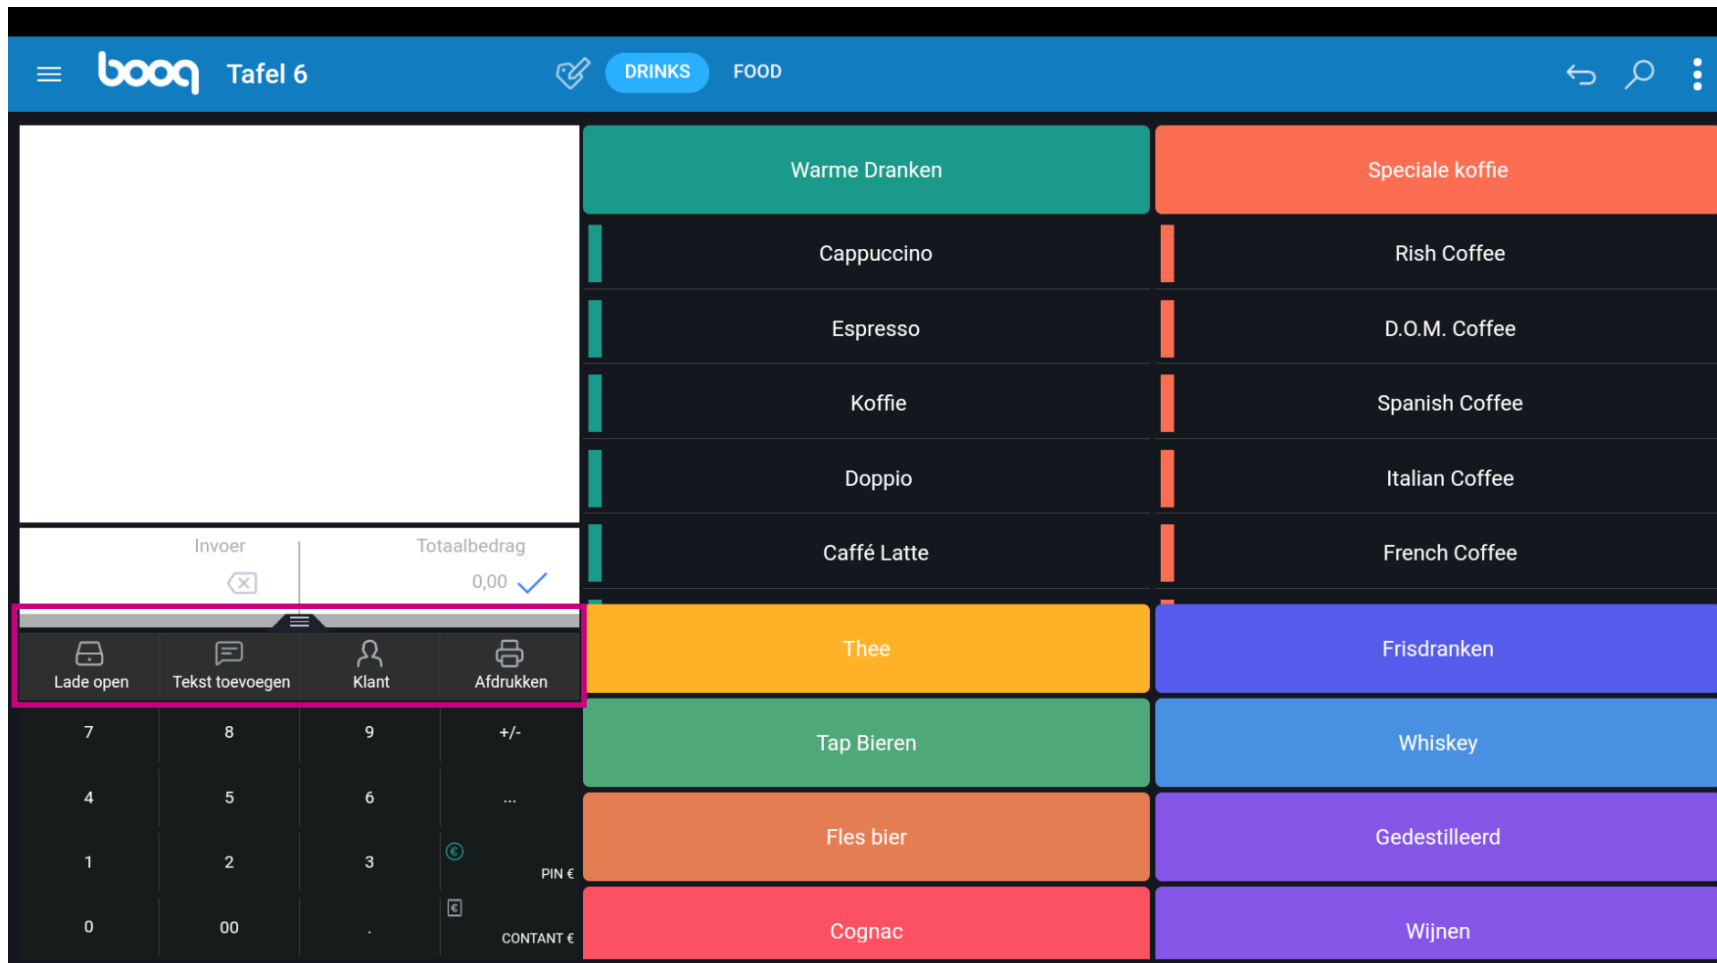 booq Tafel 6 DRINKS FOOD
Warme Dranken Speciale koffie
Cappuccino Rish Coffee
Espresso D.O.M. Coffee
Koffie Spanish Coffee
Doppio Italian Coffee
Caffé Latte French Coffee
Invoer Totaalbedrag
0,00
Thee Frisdranken
Lade open Tekst toevoegen Klant Afdrukken
Tap Bieren Whiskey
7 8 9 +/-
4 5 6 ...
Fles bier Gedestilleerd
1 2 3 € PIN €
0 00 . € CONTANT €
Cognac Wijnen